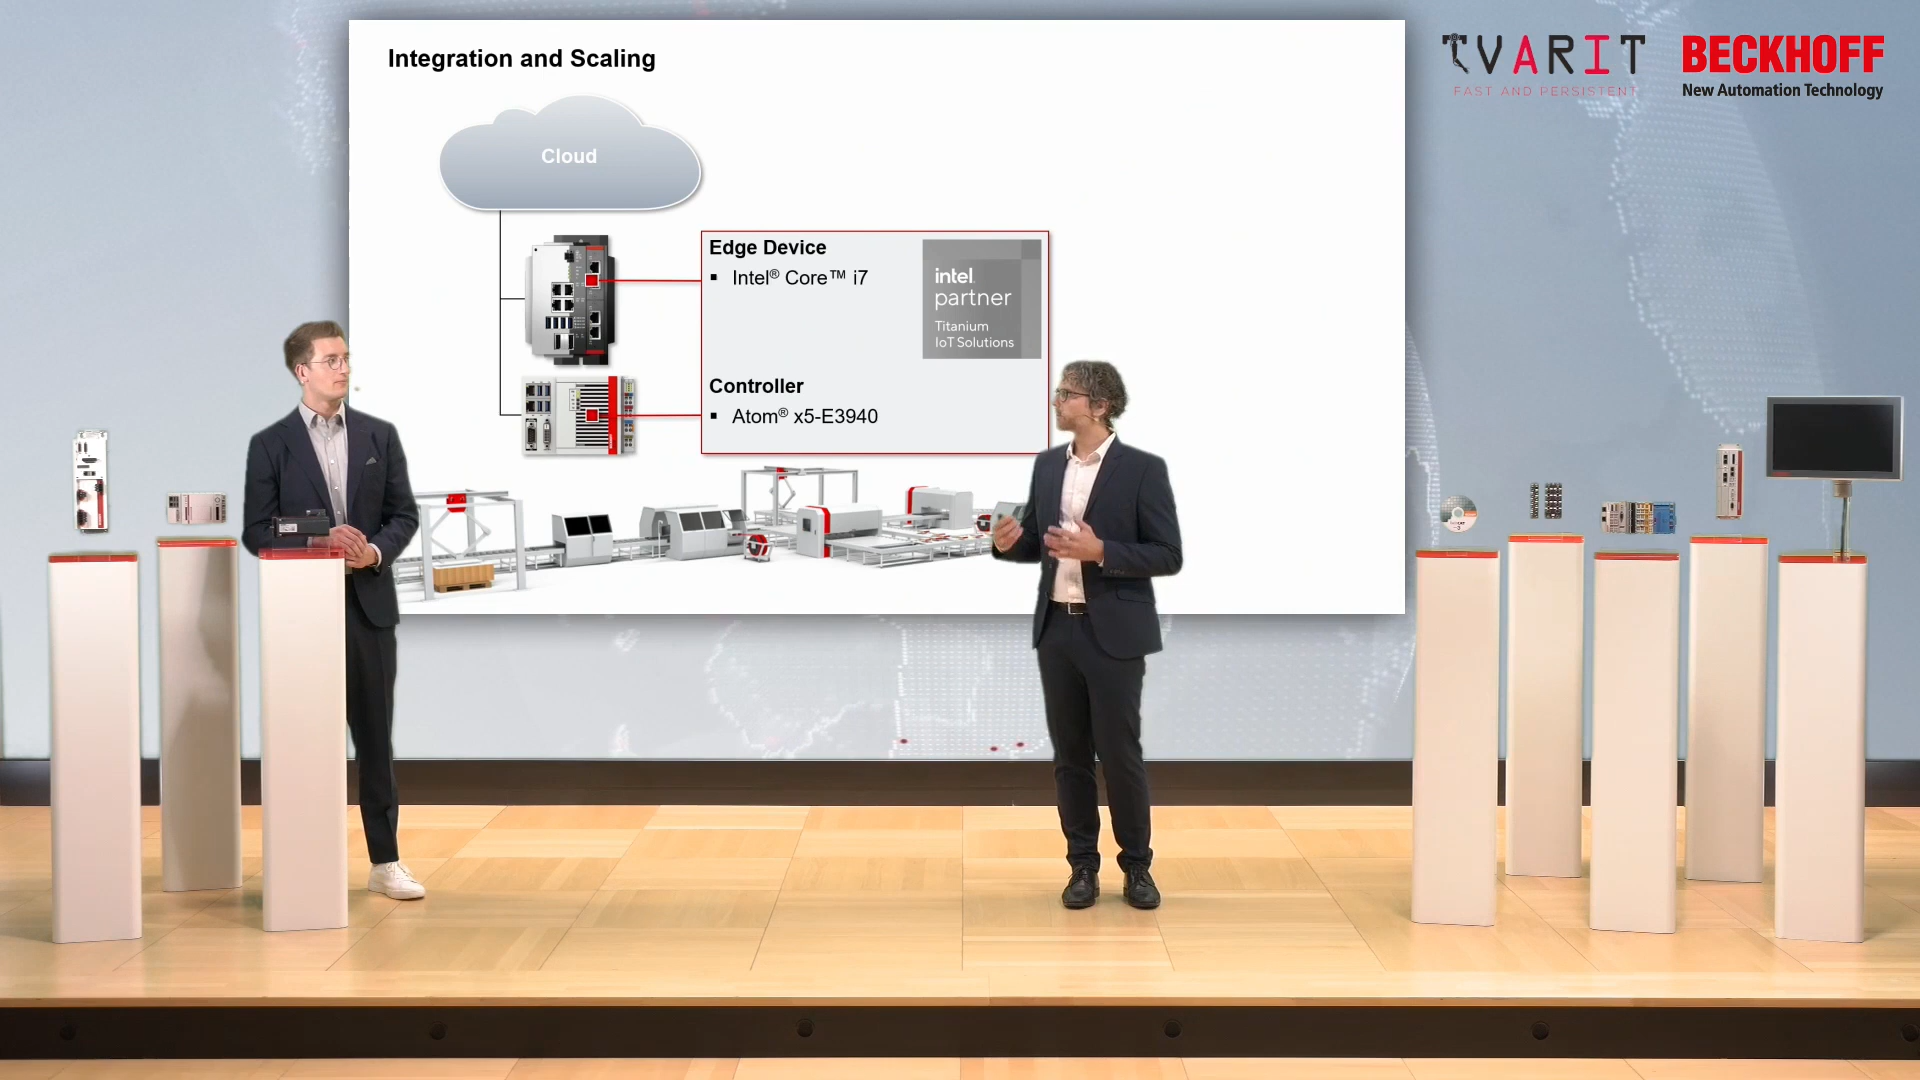 Integration and Scaling
Cloud
Edge Device
▪ Intel® Core™ i7
intel
partner
Titanium
IoT Solutions
Controller
▪ Atom® x5-E3940
TVARIT
FAST AND PERSISTENT
BECKHOFF
New Automation Technology